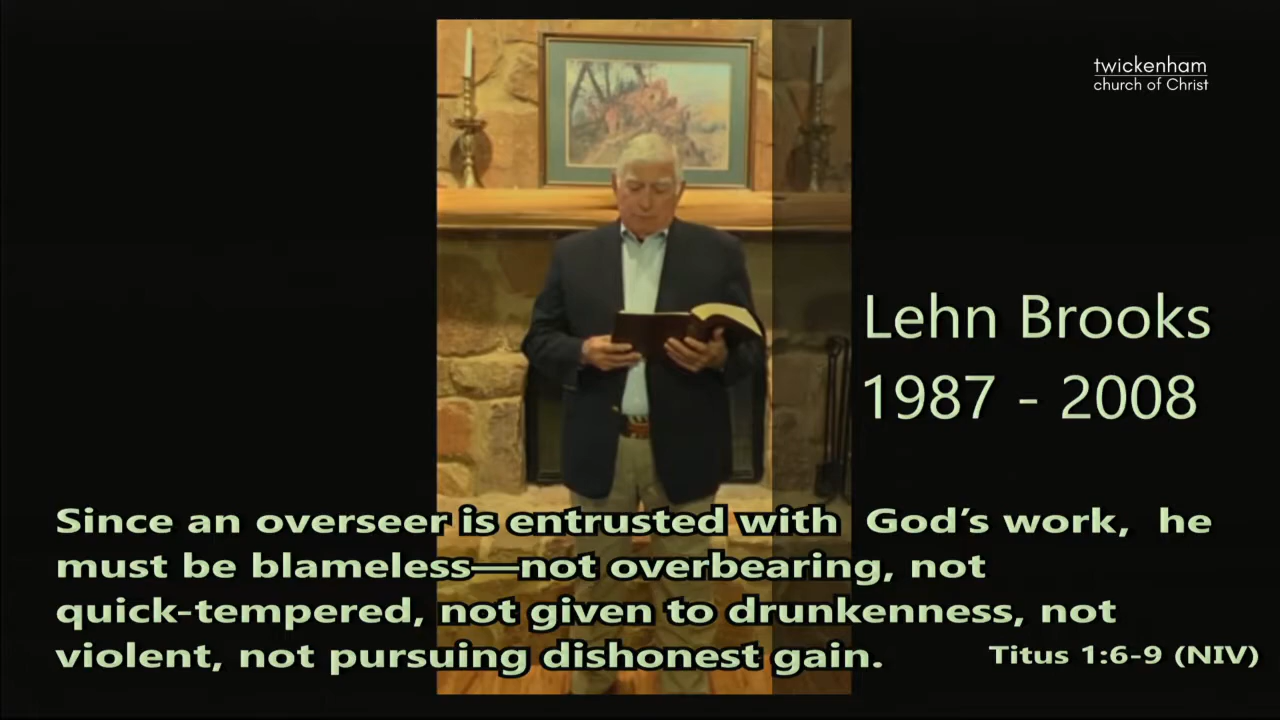 twickenham
church of Christ
Lehn Brooks
1987 - 2008
Since an overseer is entrusted with God’s work, he
must be blameless—not overbearing, not
quick-tempered, not given to drunkenness, not
violent, not pursuing dishonest gain.
Titus 1:6-9 (NIV)